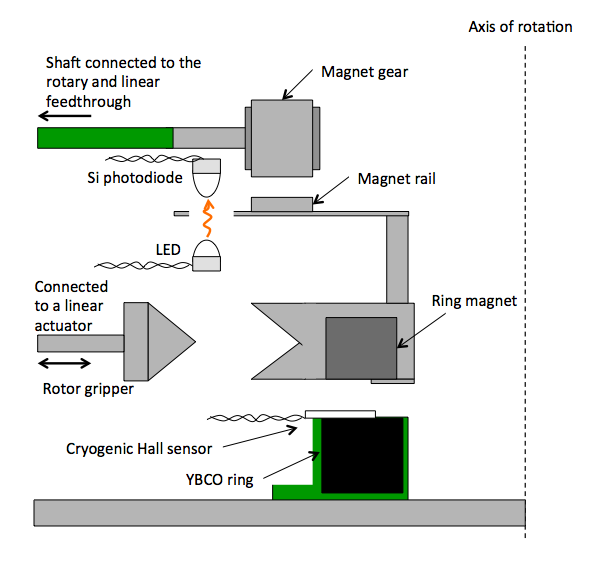 Axis of rotation
Shaft connected to the
rotary and linear
feedthrough
Magnet gear
Si photodiode
Magnet rail
LED
Connected
to a linear
actuator
Ring magnet
Rotor gripper
Cryogenic Hall sensor
YBCO ring